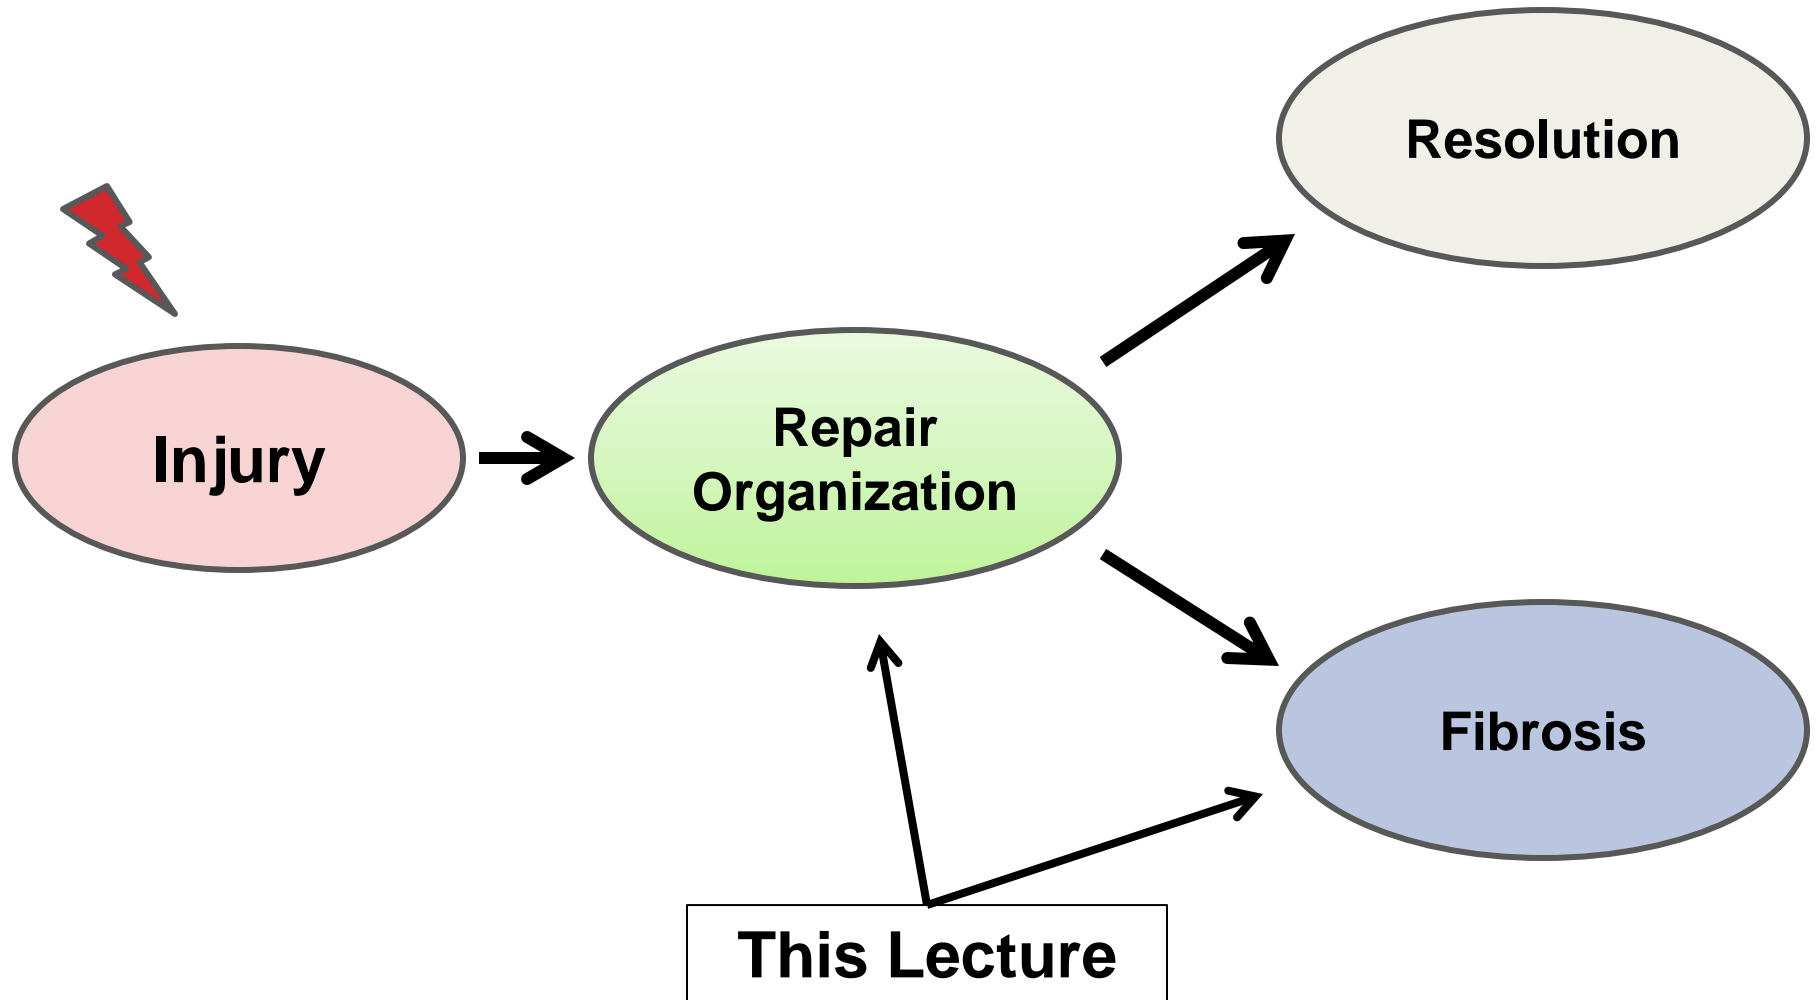 Resolution
Injury
Repair
Organization
Fibrosis
This Lecture